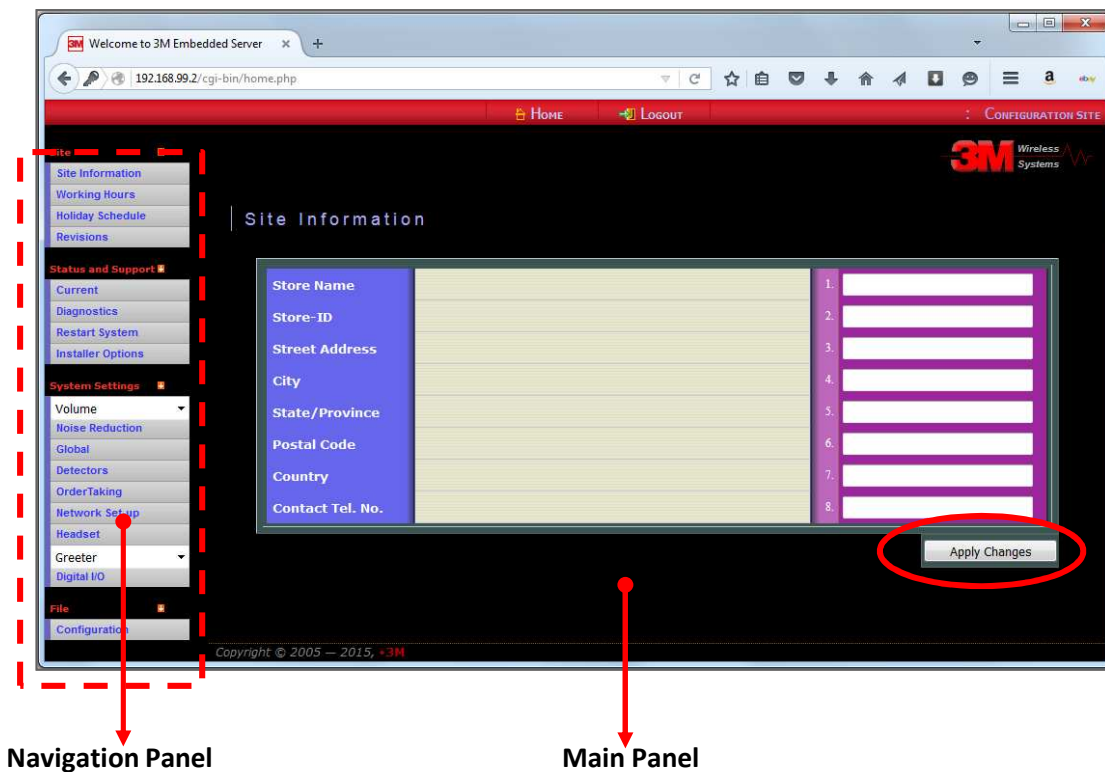 3M Welcome to 3M Embedded Server × +
192.168.99.2/cgi-bin/home.php
a ebay
HOME LOGOUT : CONFIGURATION SITE
3M Wireless Systems
Site
Site Information
Working Hours
Holiday Schedule
Revisions
Status and Support
Current
Diagnostics
Restart System
Installer Options
System Settings
Volume
Noise Reduction
Global
Detectors
OrderTaking
Network Set-up
Headset
Greeter
Digital I/O
File
Configuration
Site Information
Store Name 1.
Store-ID 2.
Street Address 3.
City 4.
State/Province 5.
Postal Code 6.
Country 7.
Contact Tel. No. 8.
Apply Changes
Copyright © 2005 — 2015, •3M
Navigation Panel Main Panel